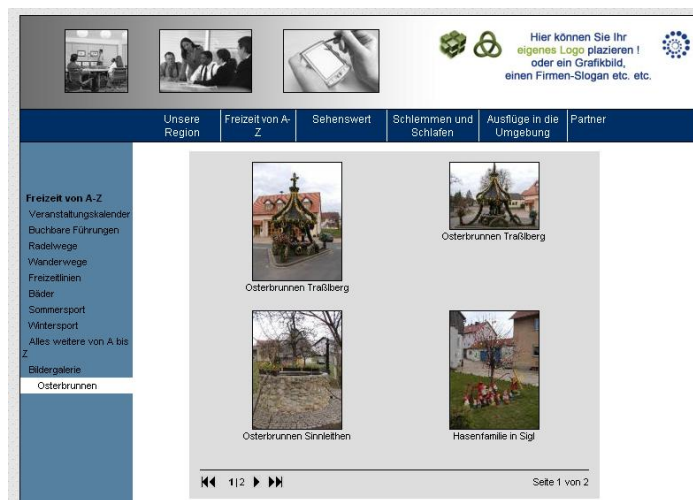 Hier können Sie Ihr
eigenes Logo plazieren !
oder ein Grafikbild,
einen Firmen-Slogan etc. etc.
Unsere Region
Freizeit von A-Z
Sehenswert
Schlemmen und Schlafen
Ausflüge in die Umgebung
Partner
Freizeit von A-Z
Veranstaltungskalender
Buchbare Führungen
Radelwege
Wanderwege
Freizeitlinien
Bäder
Sommersport
Wintersport
Alles weitere von A bis
Z
Bildergalerie
Osterbrunnen
Osterbrunnen Traßlberg
Osterbrunnen Traßlberg
Osterbrunnen Sinnleithen
Hasenfamilie in Sigl
1|2
Seite 1 von 2